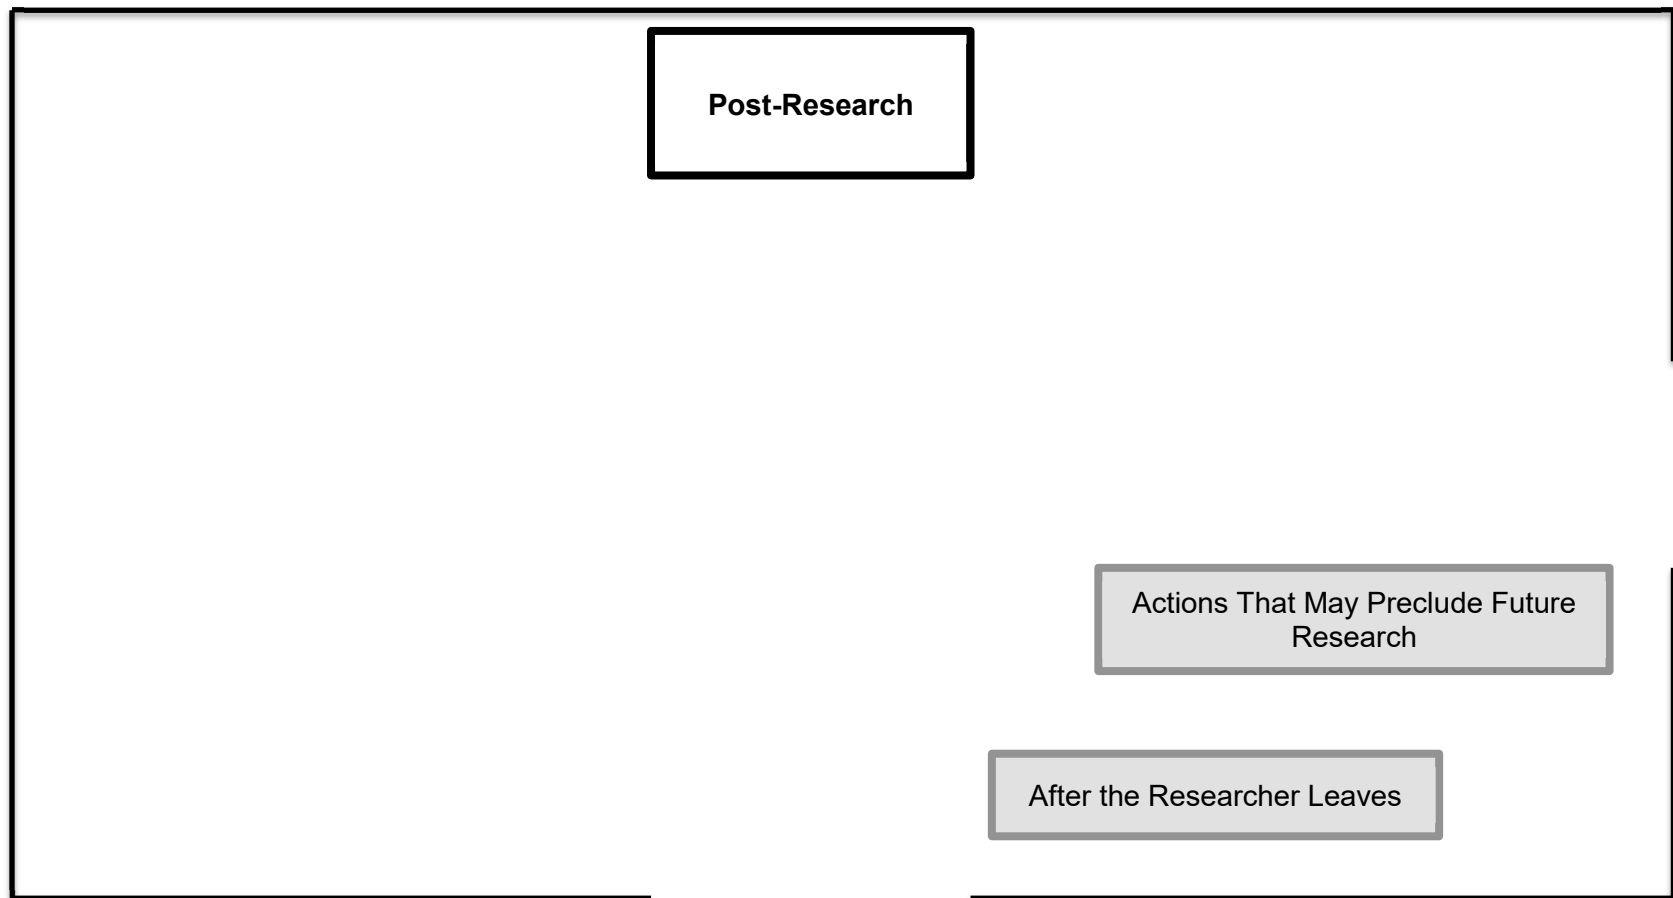 Post-Research
Actions That May Preclude Future
Research
After the Researcher Leaves